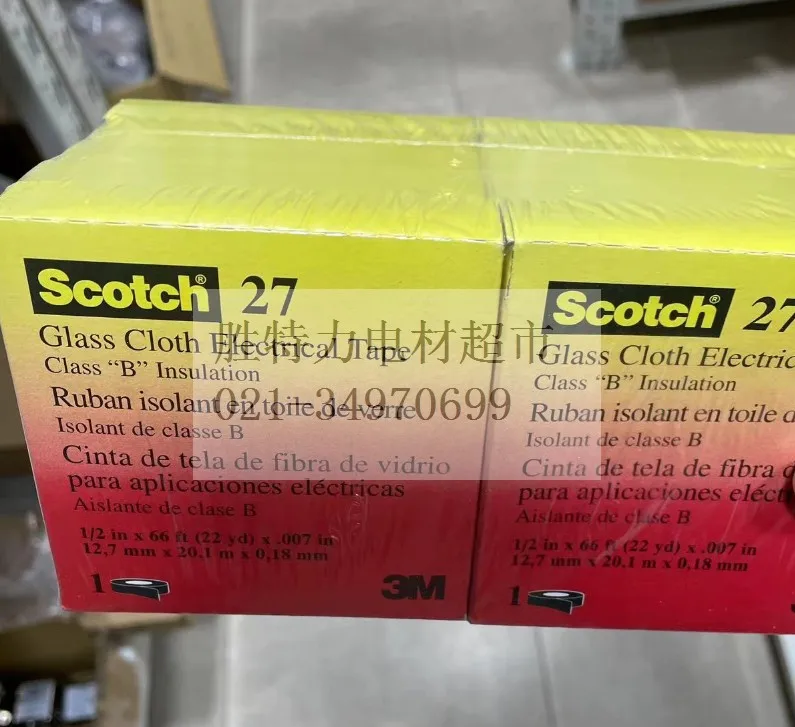 Scotch® 27
Glass Cloth Electrical Tape
Class “B” Insulation
Ruban isolant en toile de verre
Isolant de classe B
Cinta de tela de fibra de vidrio
para aplicaciones eléctricas
Aislante de clase B
1/2 in x 66 ft (22 yd) x .007 in
12,7 mm x 20,1 m x 0,18 mm
1
3M
Scotch® 27
Glass Cloth Electric
Class “B” Insulation
Ruban isolant en toile d
Isolant de classe B
Cinta de tela de fibra d
para aplicaciones eléct
Aislante de clase B
1/2 in x 66 ft (22 yd) x .007 in
12,7 mm x 20,1 m x 0,18 mm
1
胜特力电材超市
021-34970699